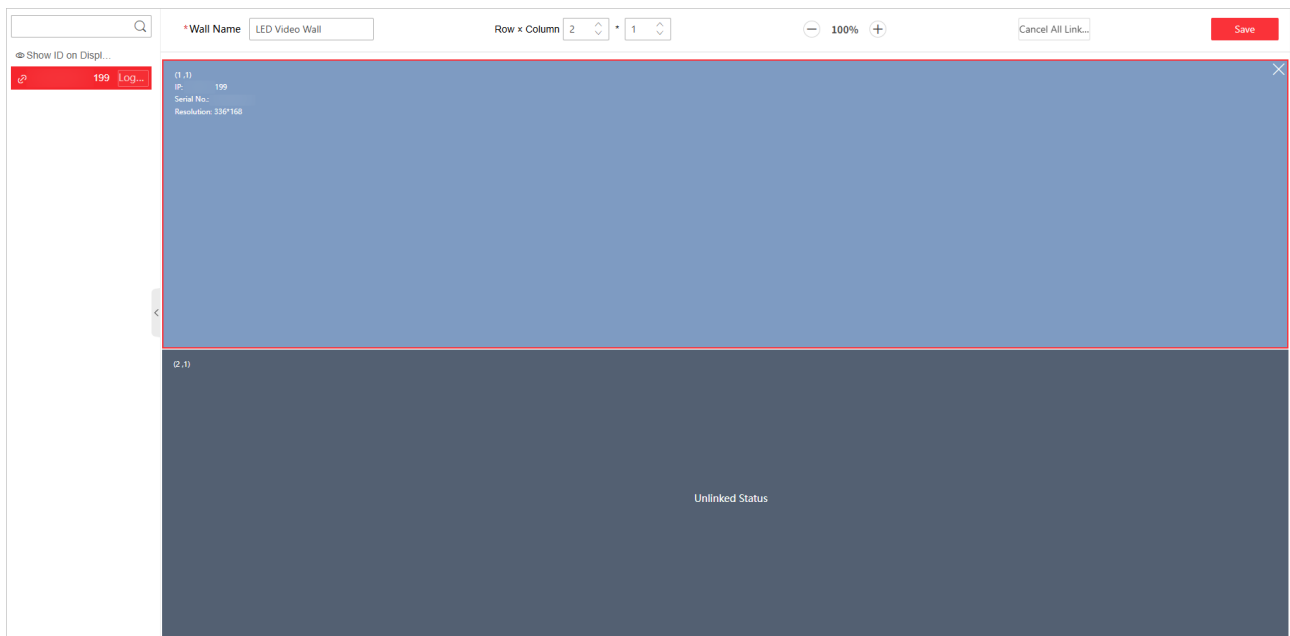 *Wall Name LED Video Wall Row × Column 2 * 1 100% Cancel All Link... Save
Show ID on Displ...
199 Log...
(1 ,1)
IP: 199
Serial No.:
Resolution: 336*168
(2 ,1)
Unlinked Status